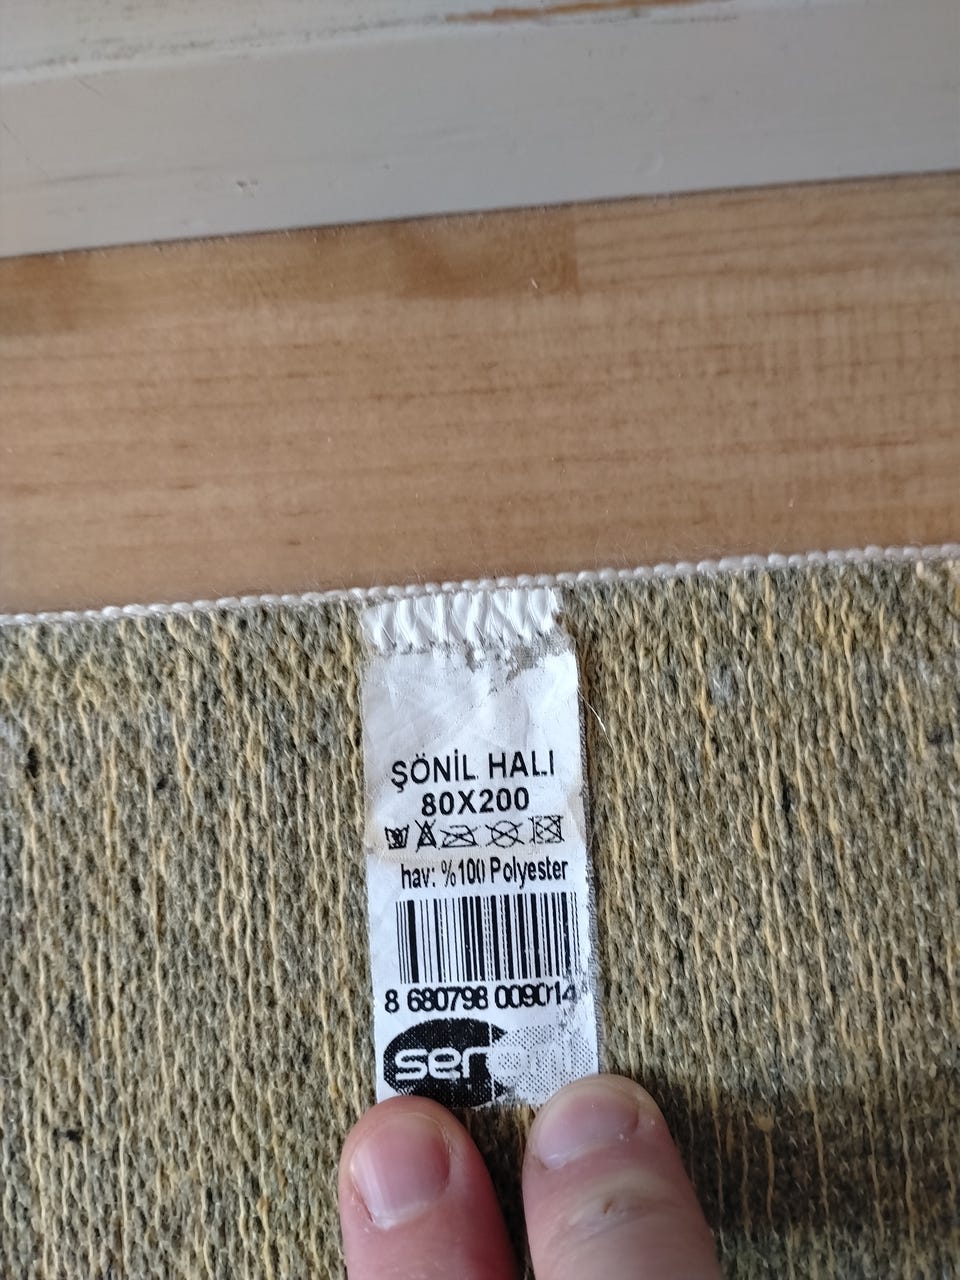 ŞÖNİL HALI
80X200
hav: %100 Polyester
8 680798 009014